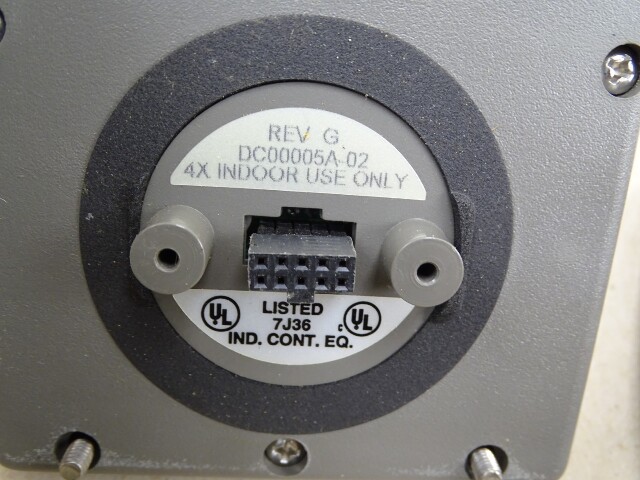 REV G
DC00005A-02
4X INDOOR USE ONLY
UL LISTED c UL
7J36
IND. CONT. EQ.